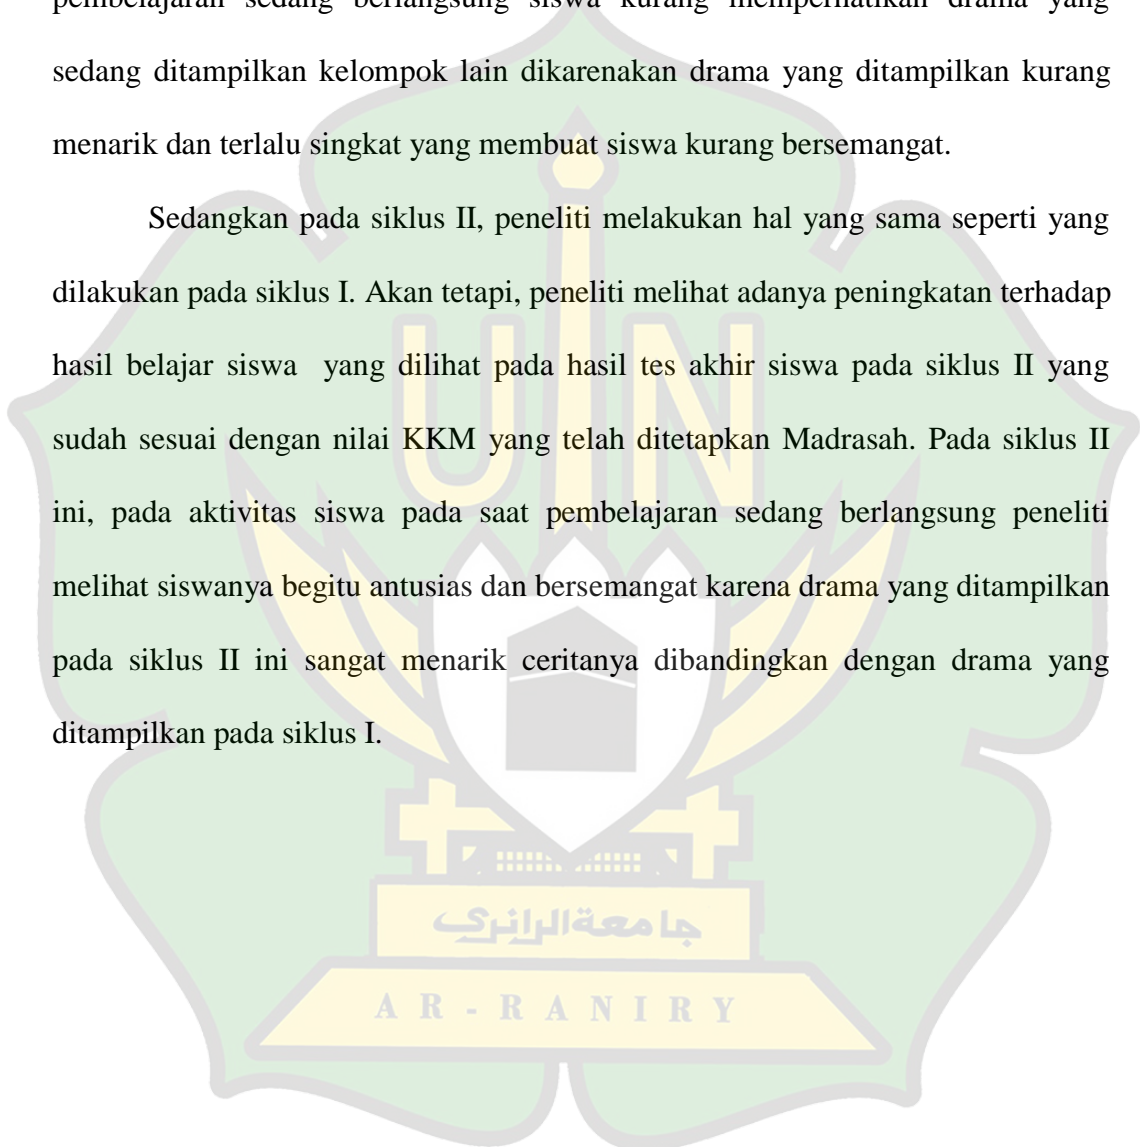 pembelajaran sedang berlangsung siswa kurang memperhatikan drama yang
sedang ditampilkan kelompok lain dikarenakan drama yang ditampilkan kurang
menarik dan terlalu singkat yang membuat siswa kurang bersemangat.
Sedangkan pada siklus II, peneliti melakukan hal yang sama seperti yang
dilakukan pada siklus I. Akan tetapi, peneliti melihat adanya peningkatan terhadap
hasil belajar siswa yang dilihat pada hasil tes akhir siswa pada siklus II yang
sudah sesuai dengan nilai KKM yang telah ditetapkan Madrasah. Pada siklus II
ini, pada aktivitas siswa pada saat pembelajaran sedang berlangsung peneliti
melihat siswanya begitu antusias dan bersemangat karena drama yang ditampilkan
pada siklus II ini sangat menarik ceritanya dibandingkan dengan drama yang
ditampilkan pada siklus I.
UIN
جامعةالرانري
AR-RANIRY